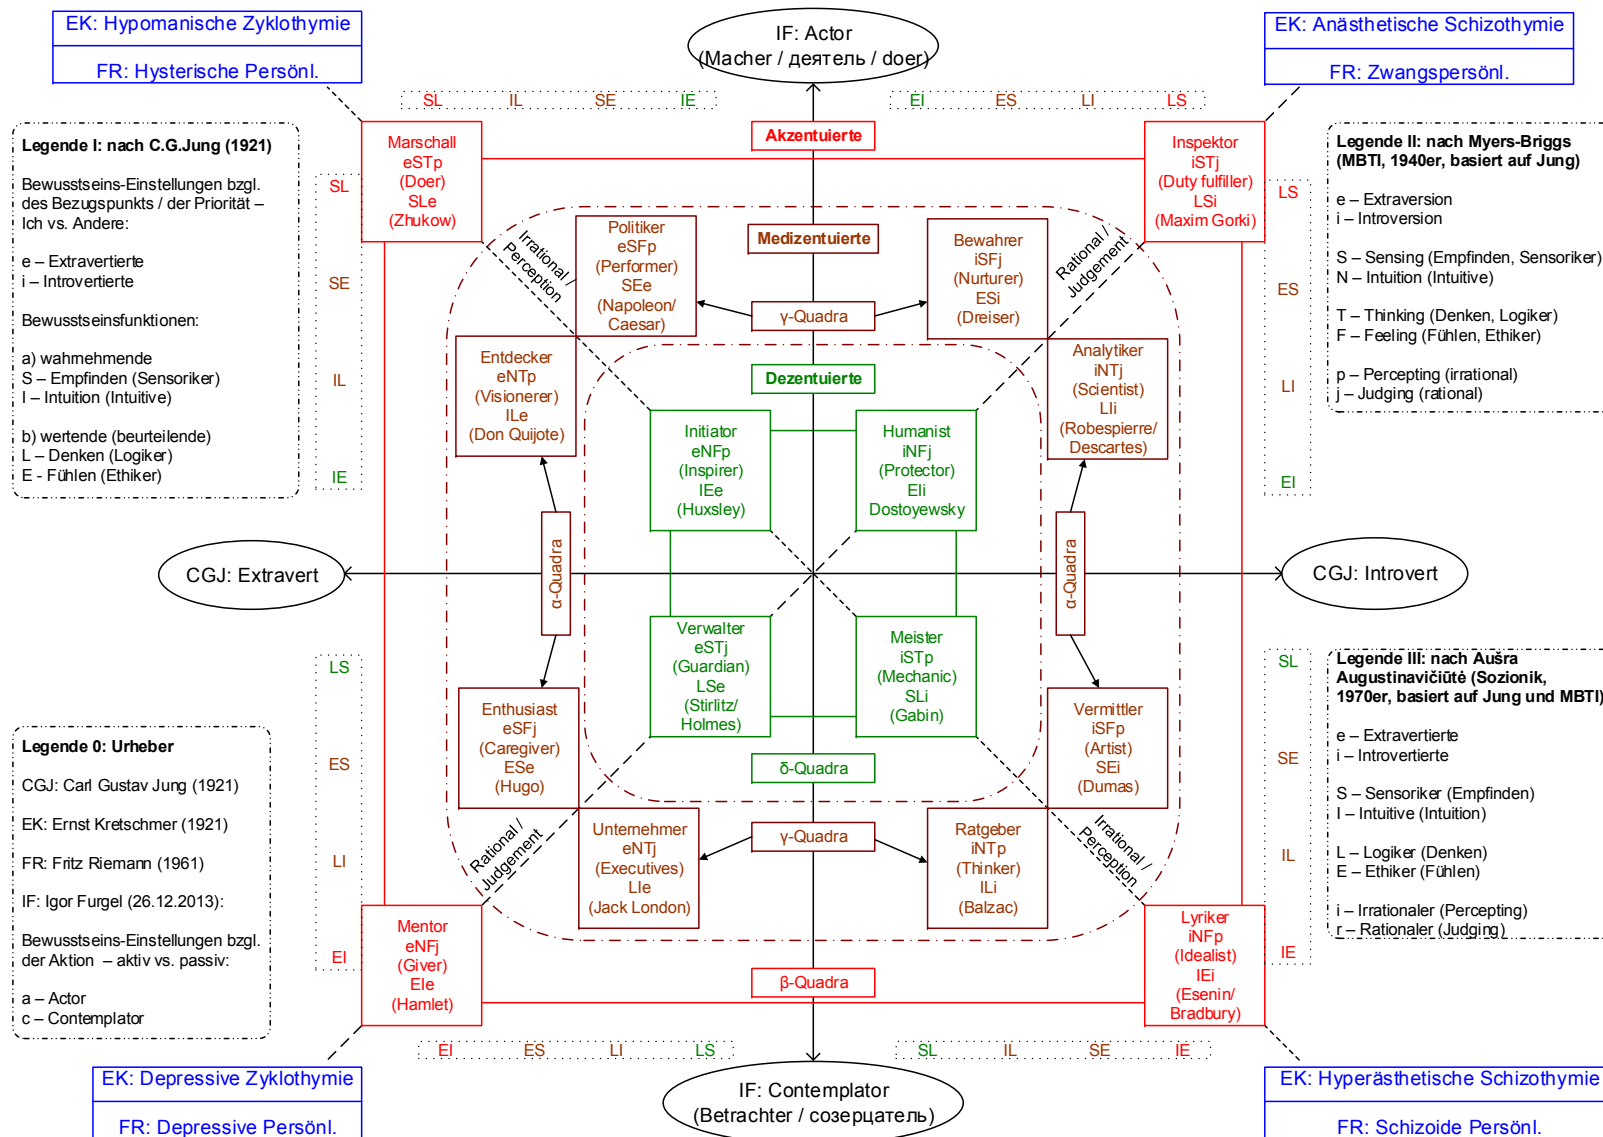 EK: Hypomanische Zyklothymie
FR: Hysterische Persönl.
IF: Actor
(Macher / деятель / doer)
EK: Anästhetische Schizothymie
FR: Zwangspersönl.
SL IL SE IE
EI ES LI LS
Legende I: nach C.G.Jung (1921)
Bewusstseins-Einstellungen bzgl.
des Bezugspunkts / der Priorität –
Ich vs. Andere:
e – Extravertierte
i – Introvertierte
Bewusstseinsfunktionen:
a) wahrnehmende
S – Empfinden (Sensoriker)
I – Intuition (Intuitive)
b) wertende (beurteilende)
L – Denken (Logiker)
E - Fühlen (Ethiker)
SL
SE
IL
IE
Marschall
eSTp
(Doer)
SLe
(Zhukow)
Akzentuierte
Inspektor
iSTj
(Duty fulfiller)
LSi
(Maxim Gorki)
LS
ES
LI
EI
Legende II: nach Myers-Briggs
(MBTI, 1940er, basiert auf Jung)
e – Extraversion
i – Introversion
S – Sensing (Empfinden, Sensoriker)
N – Intuition (Intuitive)
T – Thinking (Denken, Logiker)
F – Feeling (Fühlen, Ethiker)
p – Percepting (irrational)
j – Judging (rational)
Irrational /
Perception
Politiker
eSFp
(Performer)
SEe
(Napoleon/
Caesar)
Medizentuierte
γ-Quadra
Bewahrer
iSFj
(Nurturer)
ESi
(Dreiser)
Rational /
Judgement
Entdecker
eNTp
(Visionerer)
ILe
(Don Quijote)
Dezentuierte
Analytiker
iNTj
(Scientist)
LIi
(Robespierre/
Descartes)
Initiator
eNFp
(Inspirer)
IEe
(Huxsley)
Humanist
iNFj
(Protector)
EIi
Dostoyewsky
CGJ: Extravert
α-Quadra
α-Quadra
CGJ: Introvert
Verwalter
eSTj
(Guardian)
LSe
(Stirlitz/
Holmes)
Meister
iSTp
(Mechanic)
SLi
(Gabin)
LS
ES
LI
EI
Enthusiast
eSFj
(Caregiver)
ESe
(Hugo)
δ-Quadra
Vermittler
iSFp
(Artist)
SEi
(Dumas)
SL
SE
IL
IE
Legende III: nach Aušra
Augustinavičiūtė (Sozionik,
1970er, basiert auf Jung und MBTI)
e – Extravertierte
i – Introvertierte
S – Sensoriker (Empfinden)
I – Intuitive (Intuition)
L – Logiker (Denken)
E – Ethiker (Fühlen)
i – Irrationaler (Percepting)
r – Rationaler (Judging)
Legende 0: Urheber
CGJ: Carl Gustav Jung (1921)
EK: Ernst Kretschmer (1921)
FR: Fritz Riemann (1961)
IF: Igor Furgel (26.12.2013):
Bewusstseins-Einstellungen bzgl.
der Aktion – aktiv vs. passiv:
a – Actor
c – Contemplator
Rational /
Judgement
Unternehmer
eNTj
(Executives)
LIe
(Jack London)
γ-Quadra
Ratgeber
iNTp
(Thinker)
ILi
(Balzac)
Irrational /
Perception
Mentor
eNFj
(Giver)
EIe
(Hamlet)
β-Quadra
Lyriker
iNFp
(Idealist)
IEi
(Esenin/
Bradbury)
EI ES LI LS
SL IL SE IE
EK: Depressive Zyklothymie
FR: Depressive Persönl.
IF: Contemplator
(Betrachter / созерцатель)
EK: Hyperästhetische Schizothymie
FR: Schizoide Persönl.